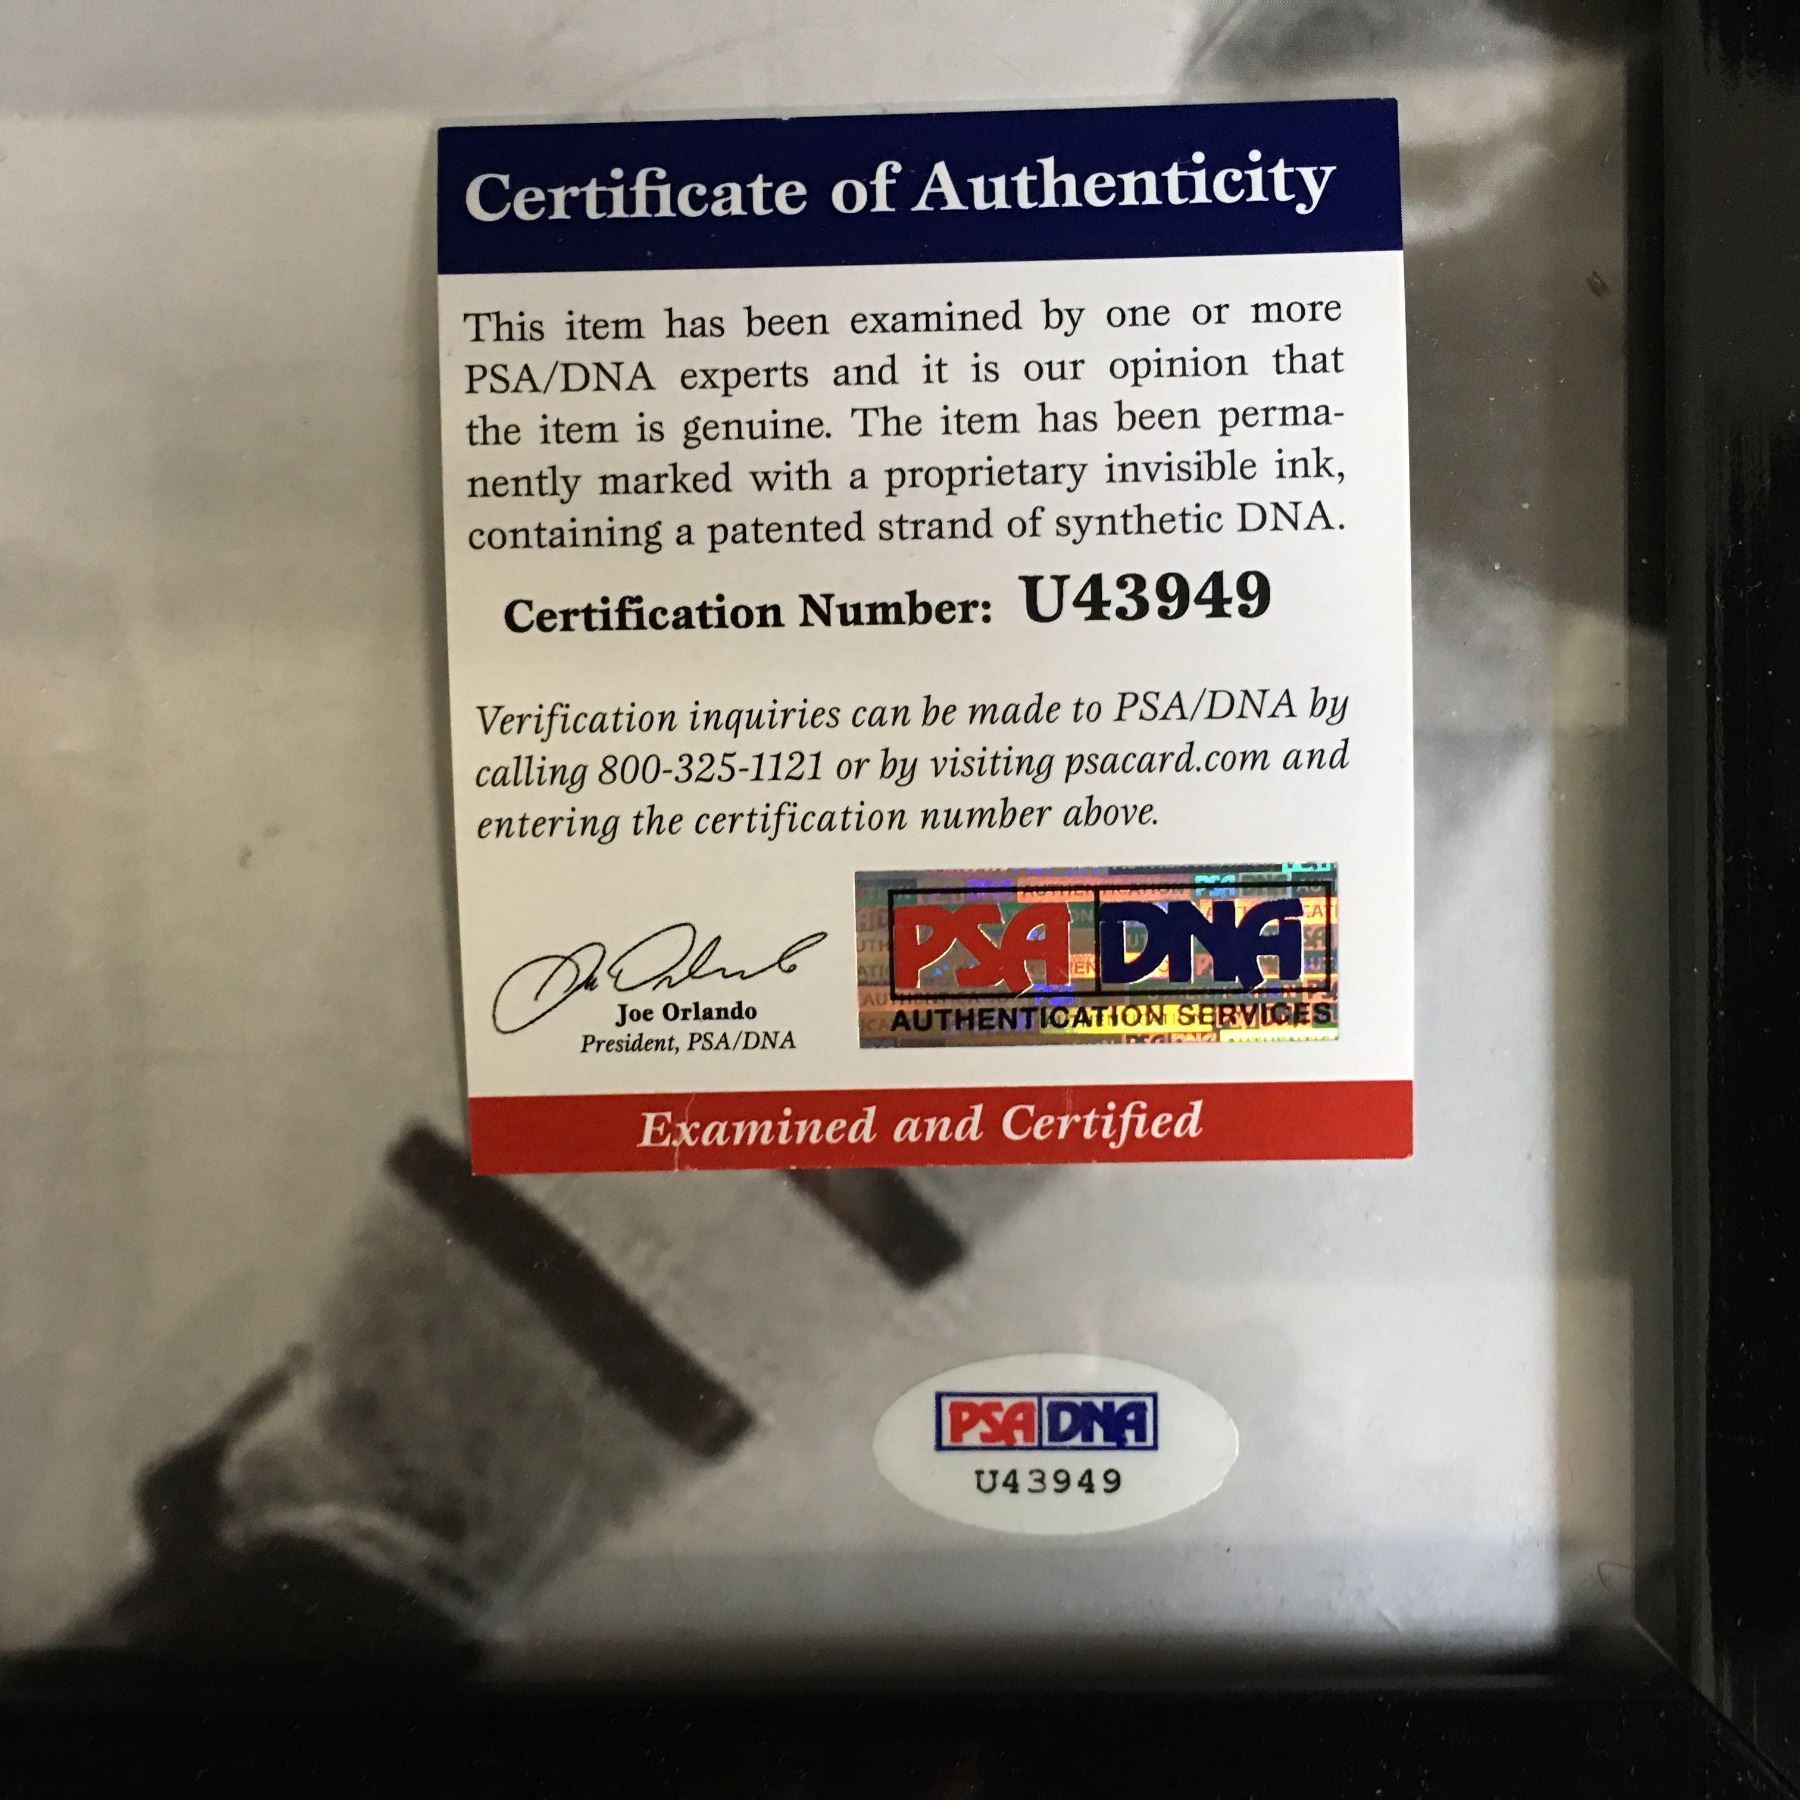 Certificate of Authenticity
This item has been examined by one or more
PSA/DNA experts and it is our opinion that
the item is genuine. The item has been perma-
nently marked with a proprietary invisible ink,
containing a patented strand of synthetic DNA.
Certification Number: U43949
Verification inquiries can be made to PSA/DNA by
calling 800-325-1121 or by visiting psacard.com and
entering the certification number above.
Joe Orlando
President, PSA/DNA
PSA DNA
AUTHENTICATION SERVICES
Examined and Certified
PSA DNA
U43949